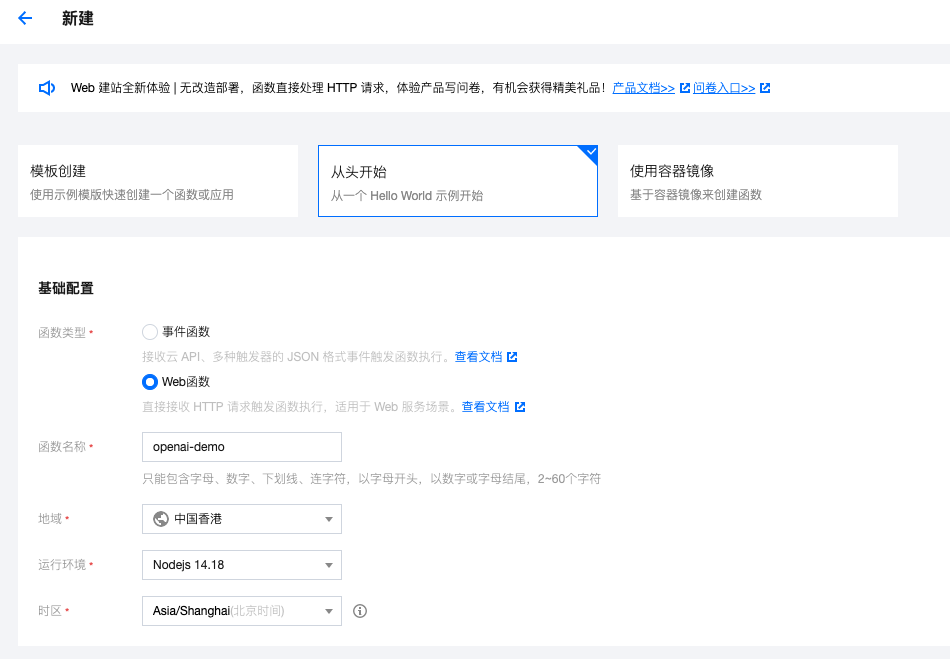 新建
Web 建站全新体验 | 无改造部署，函数直接处理 HTTP 请求，体验产品写问卷，有机会获得精美礼品！产品文档>> 问卷入口>>
模板创建
使用示例模版快速创建一个函数或应用
从头开始
从一个 Hello World 示例开始
使用容器镜像
基于容器镜像来创建函数
基础配置
函数类型*
事件函数
接收云 API、多种触发器的 JSON 格式事件触发函数执行。查看文档
Web函数
直接接收 HTTP 请求触发函数执行，适用于 Web 服务场景。查看文档
函数名称* openai-demo
只能包含字母、数字、下划线、连字符，以字母开头，以数字或字母结尾，2~60个字符
地域* 中国香港
运行环境* Nodejs 14.18
时区* Asia/Shanghai(北京时间)